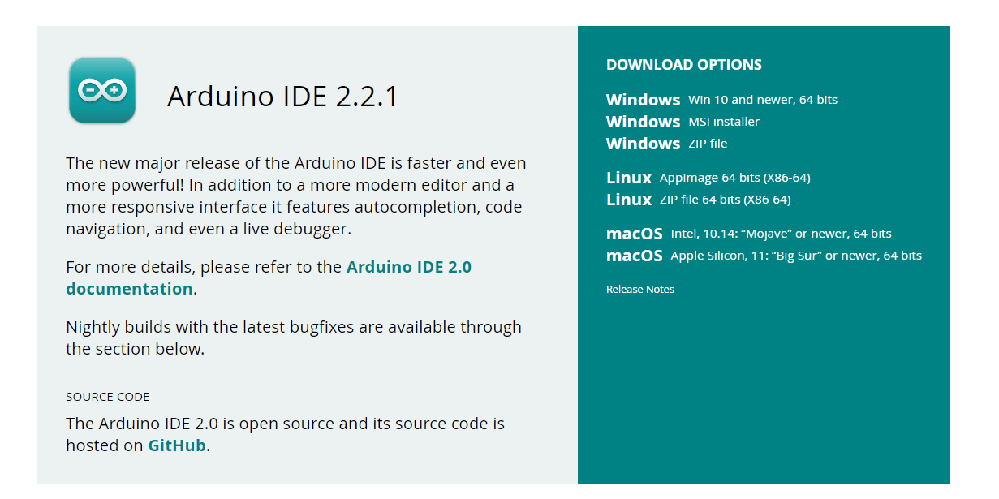 Arduino IDE 2.2.1
The new major release of the Arduino IDE is faster and even
more powerful! In addition to a more modern editor and a
more responsive interface it features autocompletion, code
navigation, and even a live debugger.
For more details, please refer to the Arduino IDE 2.0
documentation.
Nightly builds with the latest bugfixes are available through
the section below.
SOURCE CODE
The Arduino IDE 2.0 is open source and its source code is
hosted on GitHub.
DOWNLOAD OPTIONS
Windows Win 10 and newer, 64 bits
Windows MSI installer
Windows ZIP file
Linux AppImage 64 bits (X86-64)
Linux ZIP file 64 bits (X86-64)
macOS Intel, 10.14: “Mojave” or newer, 64 bits
macOS Apple Silicon, 11: “Big Sur” or newer, 64 bits
Release Notes